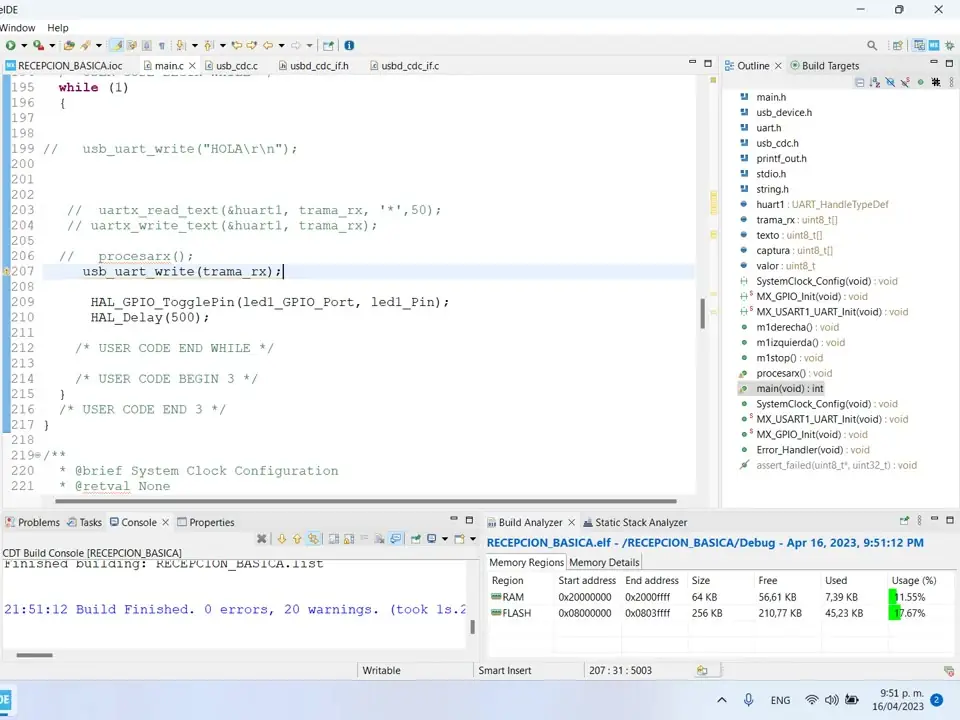 eIDE
Window Help
RECEPCION_BASICA.ioc main.c usb_cdc.c usbd_cdc_if.h usbd_cdc_if.c
195 while (1)
196 {
197
198
199 // usb_uart_write("HOLA\r\n");
200
201
202
203 // uartx_read_text(&huart1, trama_rx, '*',50);
204 // uartx_write_text(&huart1, trama_rx);
205
206 // procesarx();
207 usb_uart_write(trama_rx);
208
209 HAL_GPIO_TogglePin(led1_GPIO_Port, led1_Pin);
210 HAL_Delay(500);
211
212 /* USER CODE END WHILE */
213
214 /* USER CODE BEGIN 3 */
215 }
216 /* USER CODE END 3 */
217 }
218
219 /**
220 * @brief System Clock Configuration
221 * @retval None
Outline Build Targets
main.h
usb_device.h
uart.h
usb_cdc.h
printf_out.h
stdio.h
string.h
huart1 : UART_HandleTypeDef
trama_rx : uint8_t[]
texto : uint8_t[]
captura : uint8_t[]
valor : uint8_t
SystemClock_Config(void) : void
MX_GPIO_Init(void) : void
MX_USART1_UART_Init(void) : void
m1derecha() : void
m1izquierda() : void
m1stop() : void
procesarx() : void
main(void) : int
SystemClock_Config(void) : void
MX_USART1_UART_Init(void) : void
MX_GPIO_Init(void) : void
Error_Handler(void) : void
assert_failed(uint8_t*, uint32_t) : void
Problems Tasks Console Properties
CDT Build Console [RECEPCION_BASICA]
Finished building: RECEPCION_BASICA.list
21:51:12 Build Finished. 0 errors, 20 warnings. (took 1s.2
Build Analyzer Static Stack Analyzer
RECEPCION_BASICA.elf - /RECEPCION_BASICA/Debug - Apr 16, 2023, 9:51:12 PM
Memory Regions Memory Details
Region Start address End address Size Free Used Usage (%)
RAM 0x20000000 0x2000ffff 64 KB 56,61 KB 7,39 KB 11.55%
FLASH 0x08000000 0x0803ffff 256 KB 210,77 KB 45,23 KB 17.67%
Writable Smart Insert 207 : 31 : 5003
DE
ENG
9:51 p. m.
16/04/2023
2